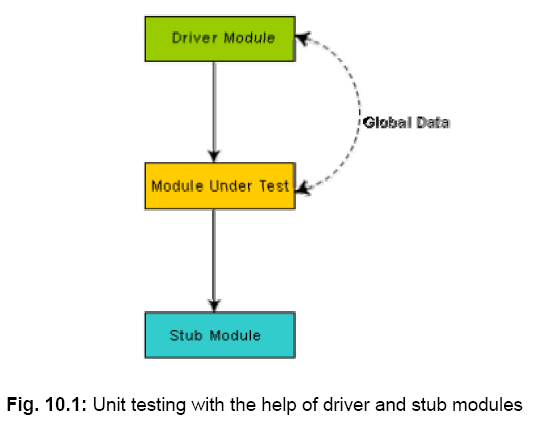 Driver Module
Global Data
Module Under Test
Stub Module
Fig. 10.1: Unit testing with the help of driver and stub modules